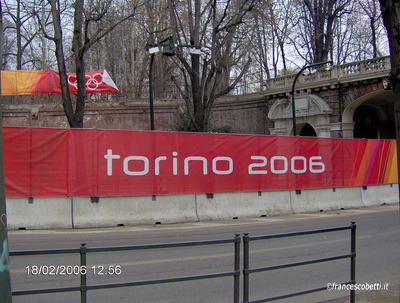 torino 2006
18/02/2006 12:56
©francescobetti.it